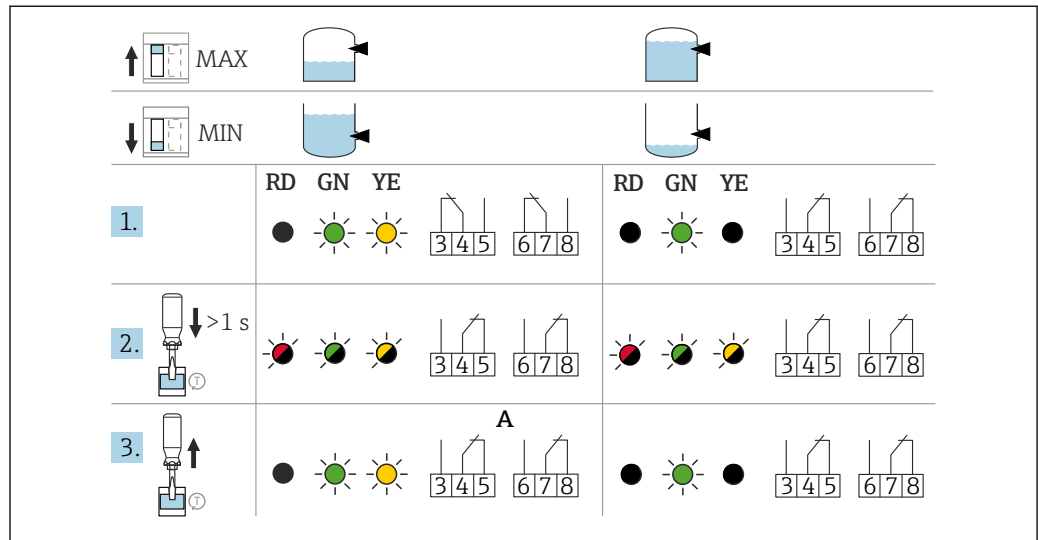 MAX
MIN
RD GN YE RD GN YE
1. 3 4 5 6 7 8 3 4 5 6 7 8
2. >1 s 3 4 5 6 7 8 3 4 5 6 7 8
T
A
3. 3 4 5 6 7 8 3 4 5 6 7 8
T